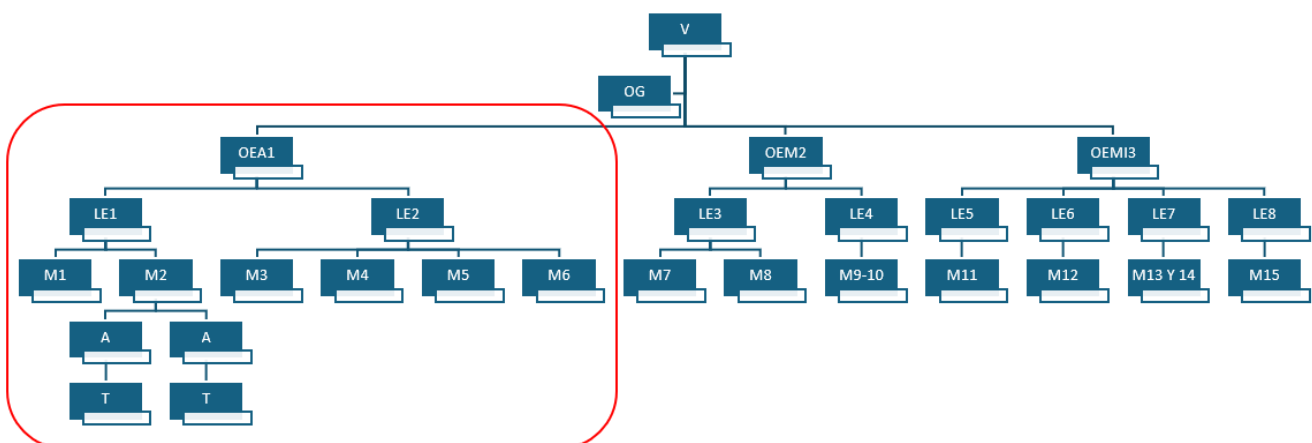 V
OG
OEA1
OEM2
OEMI3
LE1
LE2
LE3
LE4
LE5
LE6
LE7
LE8
M1
M2
M3
M4
M5
M6
M7
M8
M9-10
M11
M12
M13 Y 14
M15
A
A
T
T